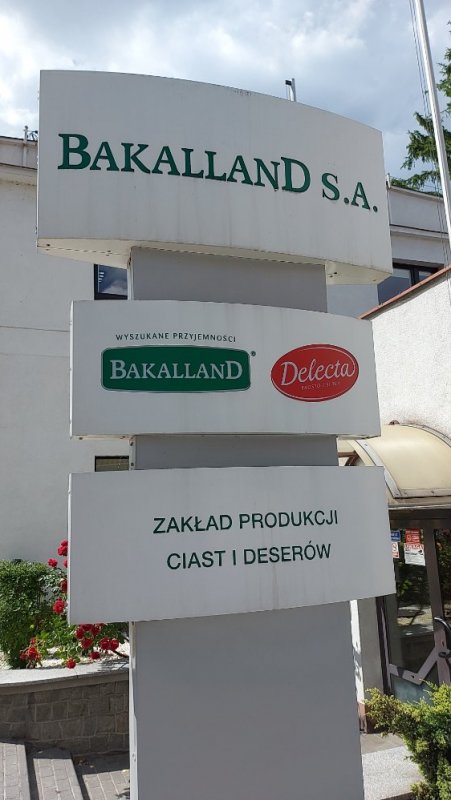 BAKALLAND S.A.
WYSZUKANE PRZYJEMNOŚCI
BAKALLAND®
Delecta
ZAKŁAD PRODUKCJI
CIAST I DESERÓW